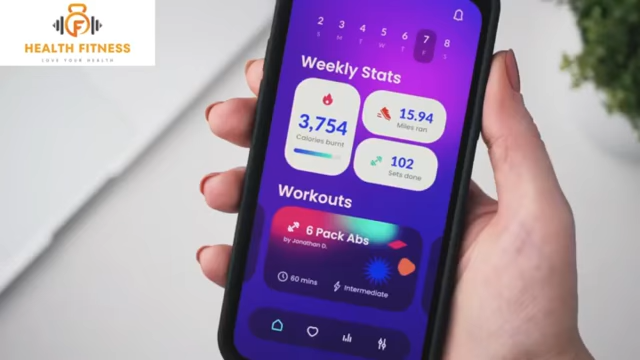 HEALTH FITNESS
LOVE YOUR HEALTH
2 3 4 5 6 7 8
S M T W T F S
Weekly Stats
3,754
Calories burnt
15.94
Miles ran
102
Sets done
Workouts
6 Pack Abs
by Jonathan D.
60 mins
Intermediate